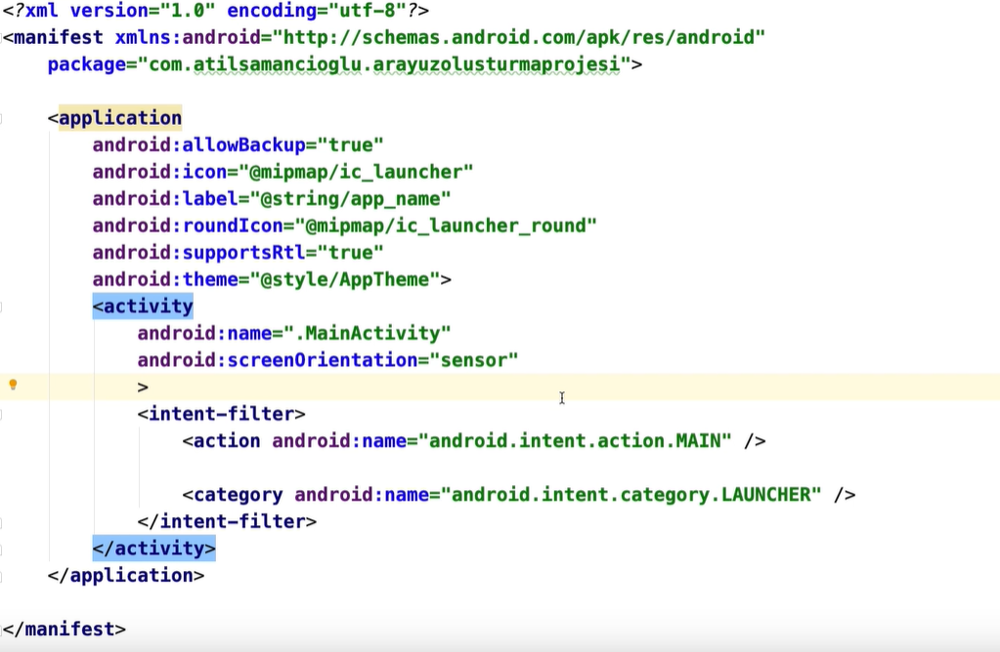 <?xml version="1.0" encoding="utf-8"?>
<manifest xmlns:android="http://schemas.android.com/apk/res/android"
    package="com.atilsamancioglu.arayuzolusturmaprojesi">

    <application
        android:allowBackup="true"
        android:icon="@mipmap/ic_launcher"
        android:label="@string/app_name"
        android:roundIcon="@mipmap/ic_launcher_round"
        android:supportsRtl="true"
        android:theme="@style/AppTheme">
        <activity
            android:name=".MainActivity"
            android:screenOrientation="sensor"
            >
            <intent-filter>
                <action android:name="android.intent.action.MAIN" />

                <category android:name="android.intent.category.LAUNCHER" />
            </intent-filter>
        </activity>
    </application>

</manifest>